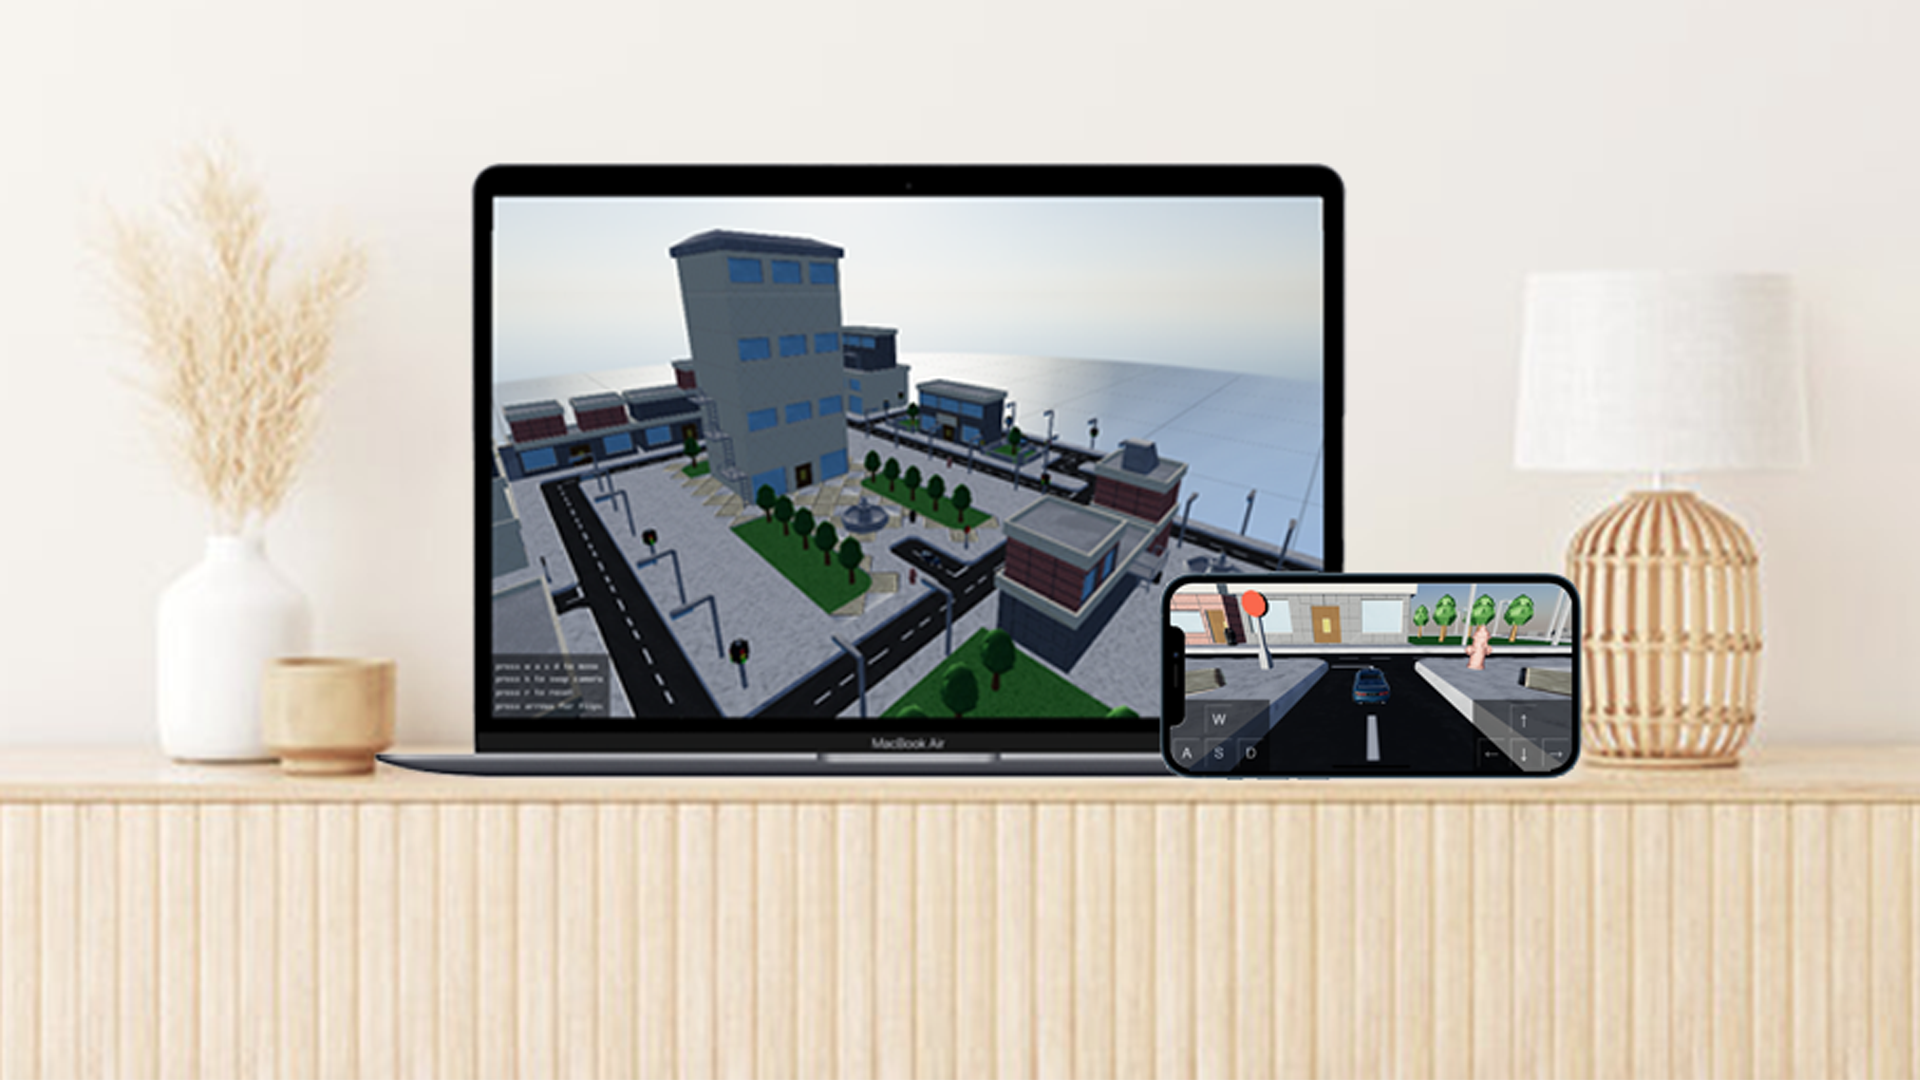 press w a s d to move
press k to swap camera
press r to reset
press arrows for flips
MacBook Air
W
A S D
↑
← ↓ →